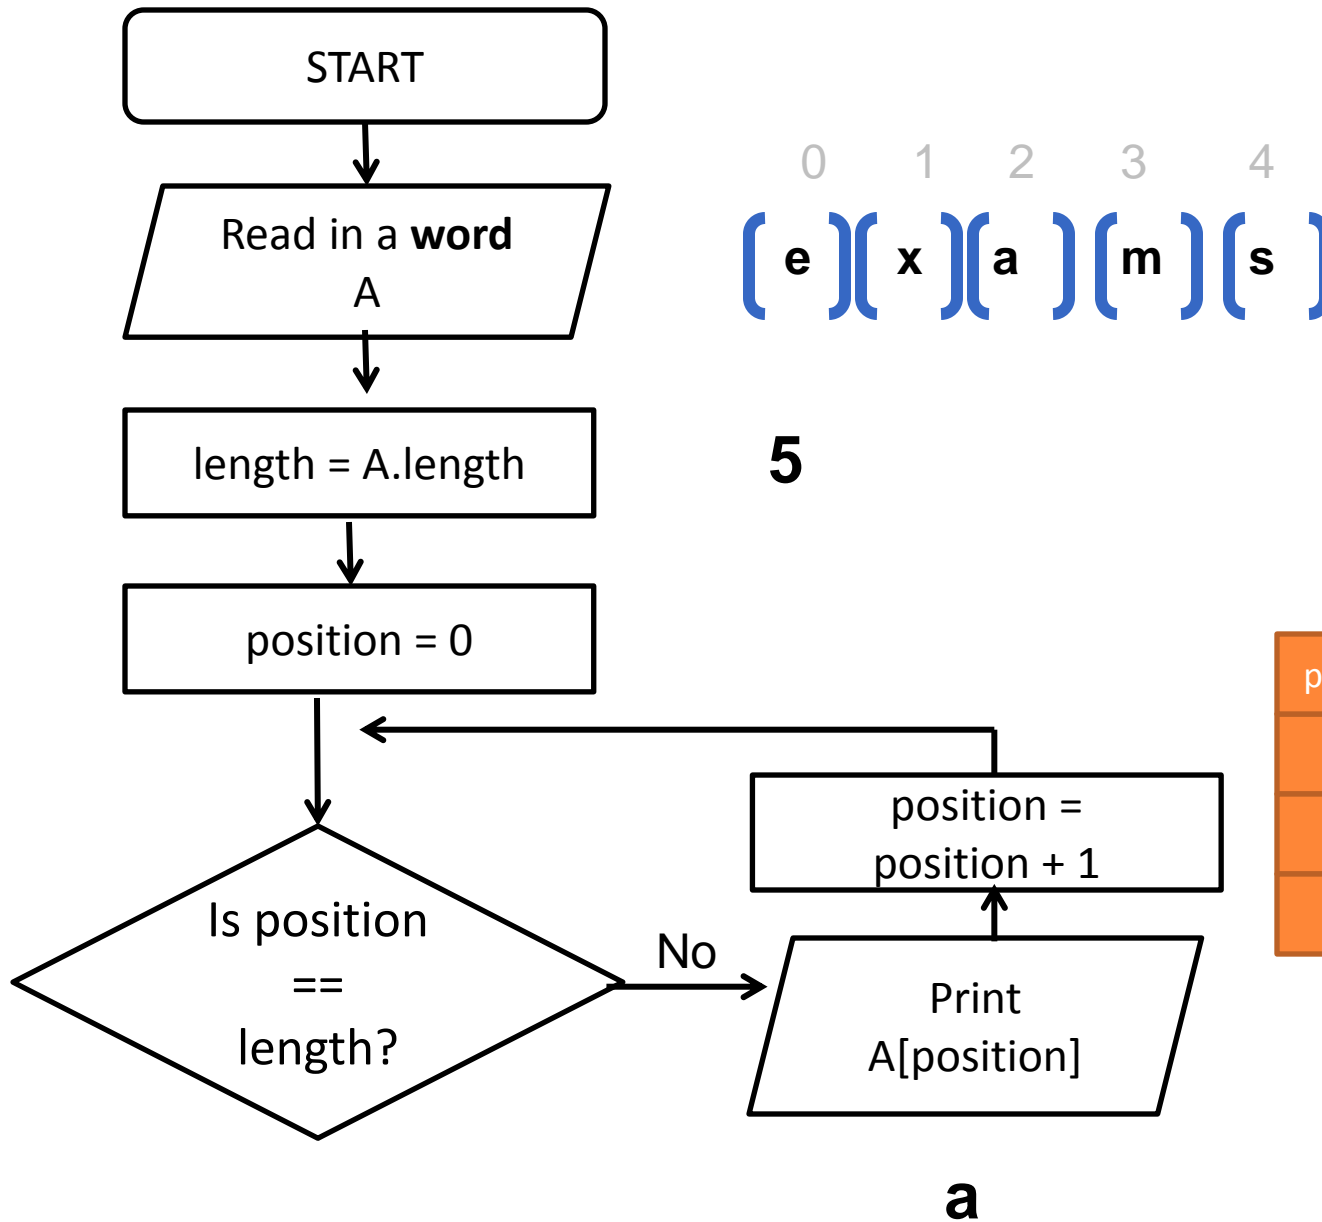 START
Read in a word
A
length = A.length
position = 0
Is position
==
length?
No
Print
A[position]
position =
position + 1
0 1 2 3 4
e x a m s
5
p
a